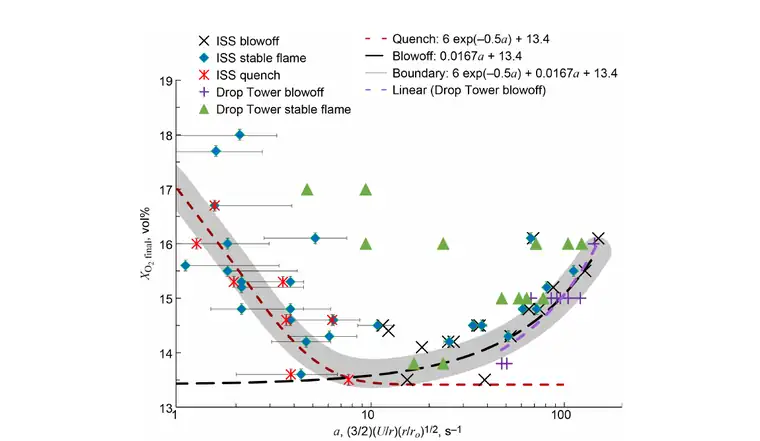 ISS blowoff
ISS stable flame
ISS quench
Drop Tower blowoff
Drop Tower stable flame
Quench: 6 exp(–0.5a) + 13.4
Blowoff: 0.0167a + 13.4
Boundary: 6 exp(–0.5a) + 0.0167a + 13.4
Linear (Drop Tower blowoff)
19
18
17
16
15
14
13
X_O2 final, vol%
1
10
100
a, (3/2)(U/r)(r/r_o)^1/2, s^–1